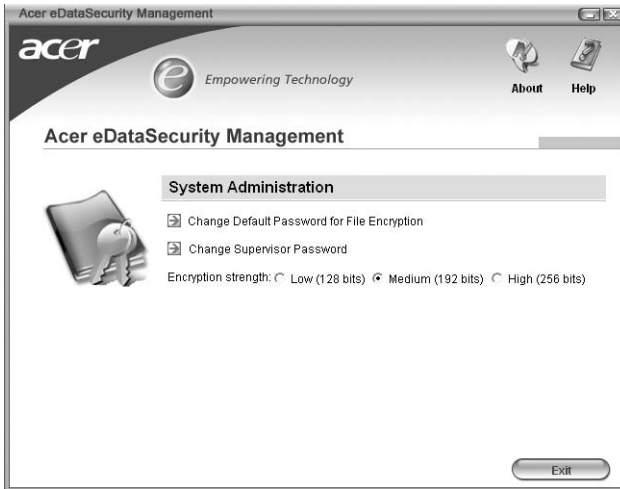 Acer eDataSecurity Management
acer
e Empowering Technology
About
Help
Acer eDataSecurity Management
System Administration
Change Default Password for File Encryption
Change Supervisor Password
Encryption strength: Low (128 bits) Medium (192 bits) High (256 bits)
Exit